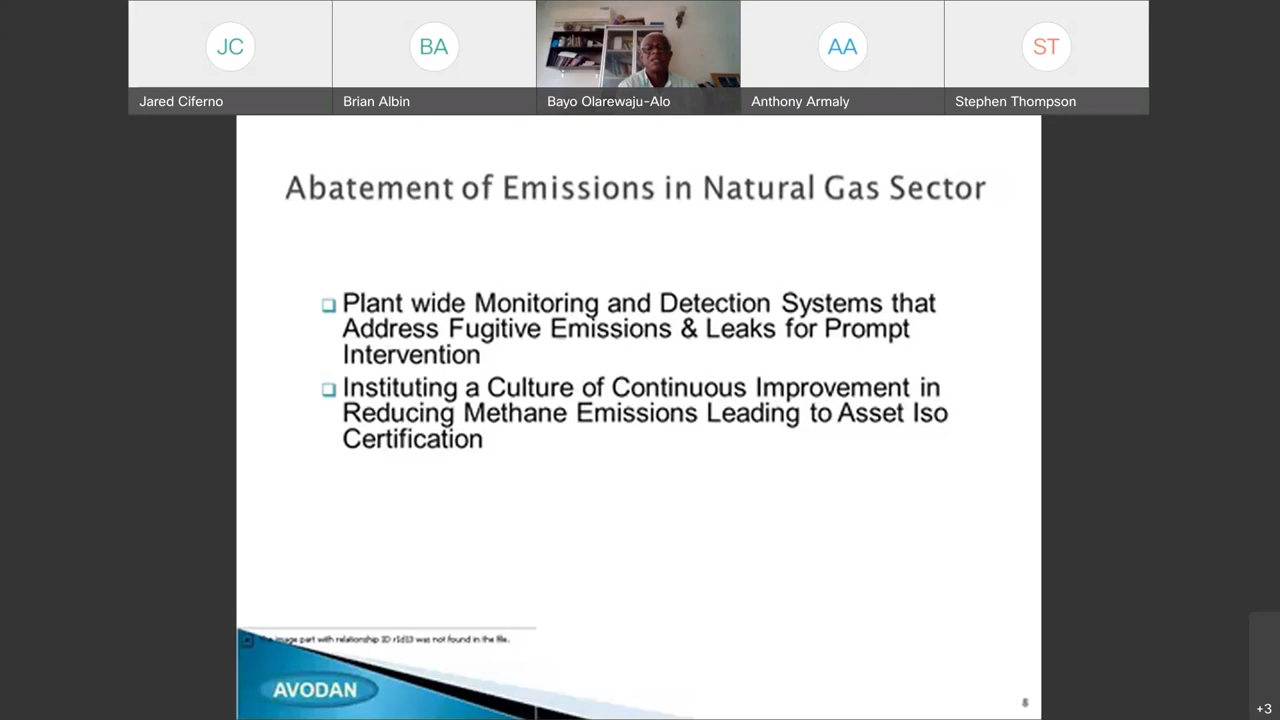 JC
BA
AA
ST
Jared Ciferno
Brian Albin
Bayo Olarewaju-Alo
Anthony Armaly
Stephen Thompson
Abatement of Emissions in Natural Gas Sector
Plant wide Monitoring and Detection Systems that
Address Fugitive Emissions & Leaks for Prompt
Intervention
Instituting a Culture of Continuous Improvement in
Reducing Methane Emissions Leading to Asset Iso
Certification
image part with relationship ID rId13 was not found in the file.
AVODAN
+3